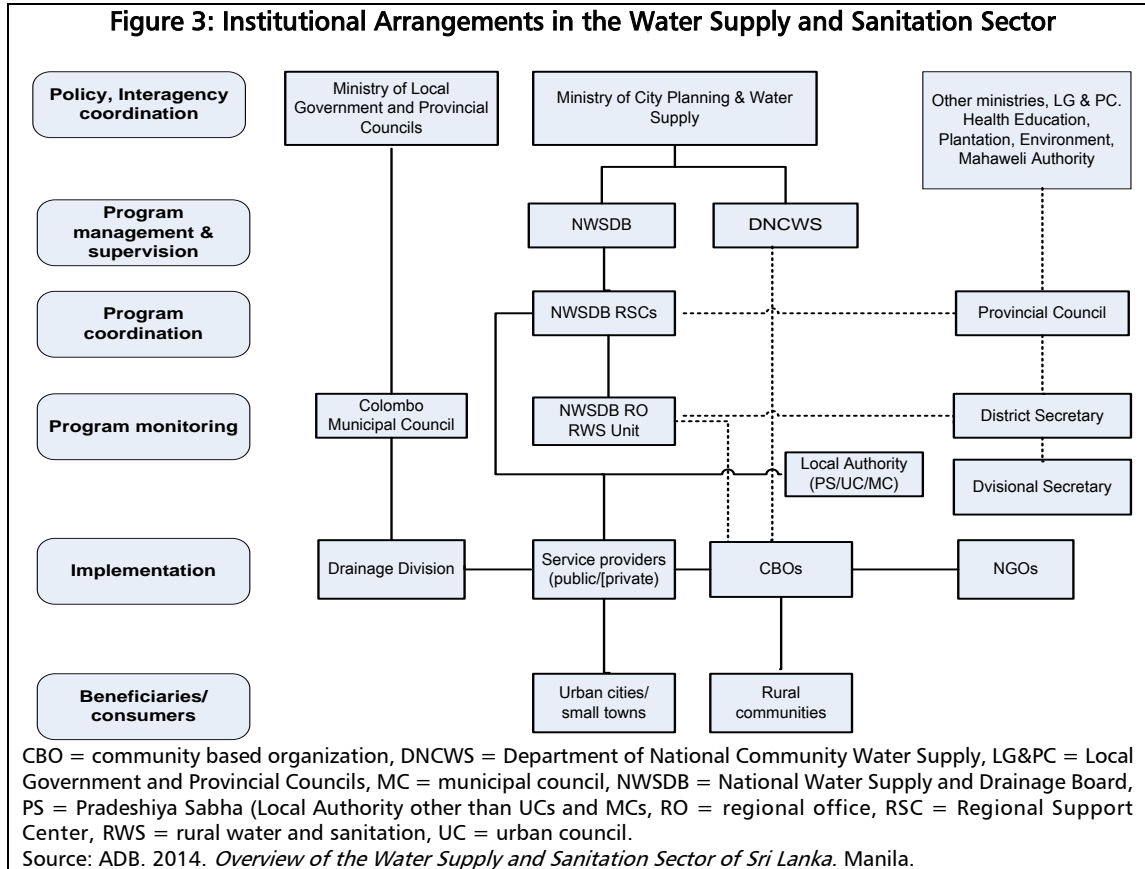 Figure 3: Institutional Arrangements in the Water Supply and Sanitation Sector
Policy, Interagency
coordination
Ministry of Local
Government and Provincial
Councils
Ministry of City Planning & Water
Supply
Other ministries, LG & PC.
Health Education,
Plantation, Environment,
Mahaweli Authority
Program
management &
supervision
NWSDB
DNCWS
Program
coordination
NWSDB RSCs
Provincial Council
Program monitoring
Colombo
Municipal Council
NWSDB RO
RWS Unit
District Secretary
Local Authority
(PS/UC/MC)
Dvisional Secretary
Implementation
Drainage Division
Service providers
(public/[private)
CBOs
NGOs
Beneficiaries/
consumers
Urban cities/
small towns
Rural
communities
CBO = community based organization, DNCWS = Department of National Community Water Supply, LG&PC = Local
Government and Provincial Councils, MC = municipal council, NWSDB = National Water Supply and Drainage Board,
PS = Pradeshiya Sabha (Local Authority other than UCs and MCs, RO = regional office, RSC = Regional Support
Center, RWS = rural water and sanitation, UC = urban council.
Source: ADB. 2014. Overview of the Water Supply and Sanitation Sector of Sri Lanka. Manila.